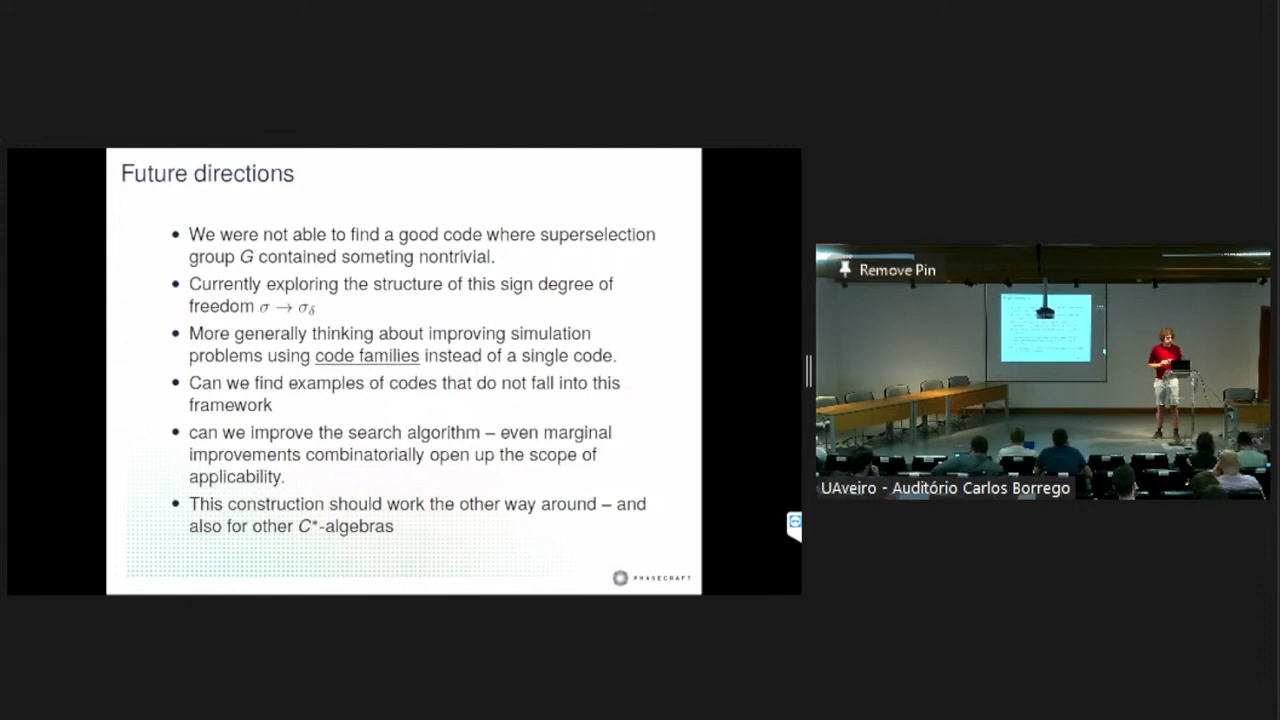 Future directions
• We were not able to find a good code where superselection
group G contained someting nontrivial.
• Currently exploring the structure of this sign degree of
freedom σ → σ_δ
• More generally thinking about improving simulation
problems using code families instead of a single code.
• Can we find examples of codes that do not fall into this
framework
• can we improve the search algorithm – even marginal
improvements combinatorially open up the scope of
applicability.
• This construction should work the other way around – and
also for other C*-algebras
PHASECRAFT
Remove Pin
UAveiro - Auditório Carlos Borrego